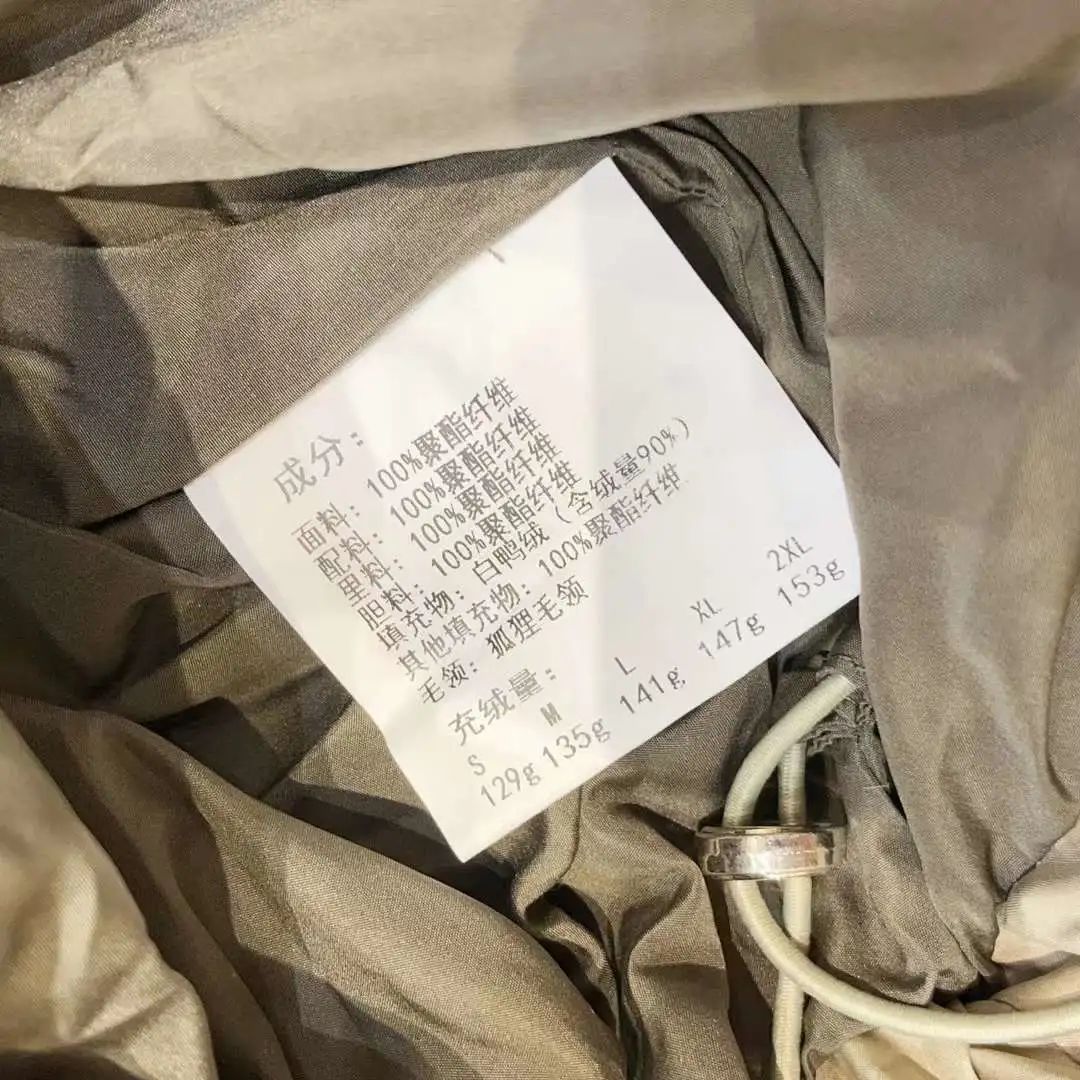 成分：
面料： 100%聚酯纤维
配料： 100%聚酯纤维
里料： 100%聚酯纤维
胆料： 100%聚酯纤维
填充物： 白鸭绒（含绒量90%）
其他填充物： 100%聚酯纤维
毛领：狐狸毛领
充绒量：
S M L XL 2XL
129g 135g 141g 147g 153g